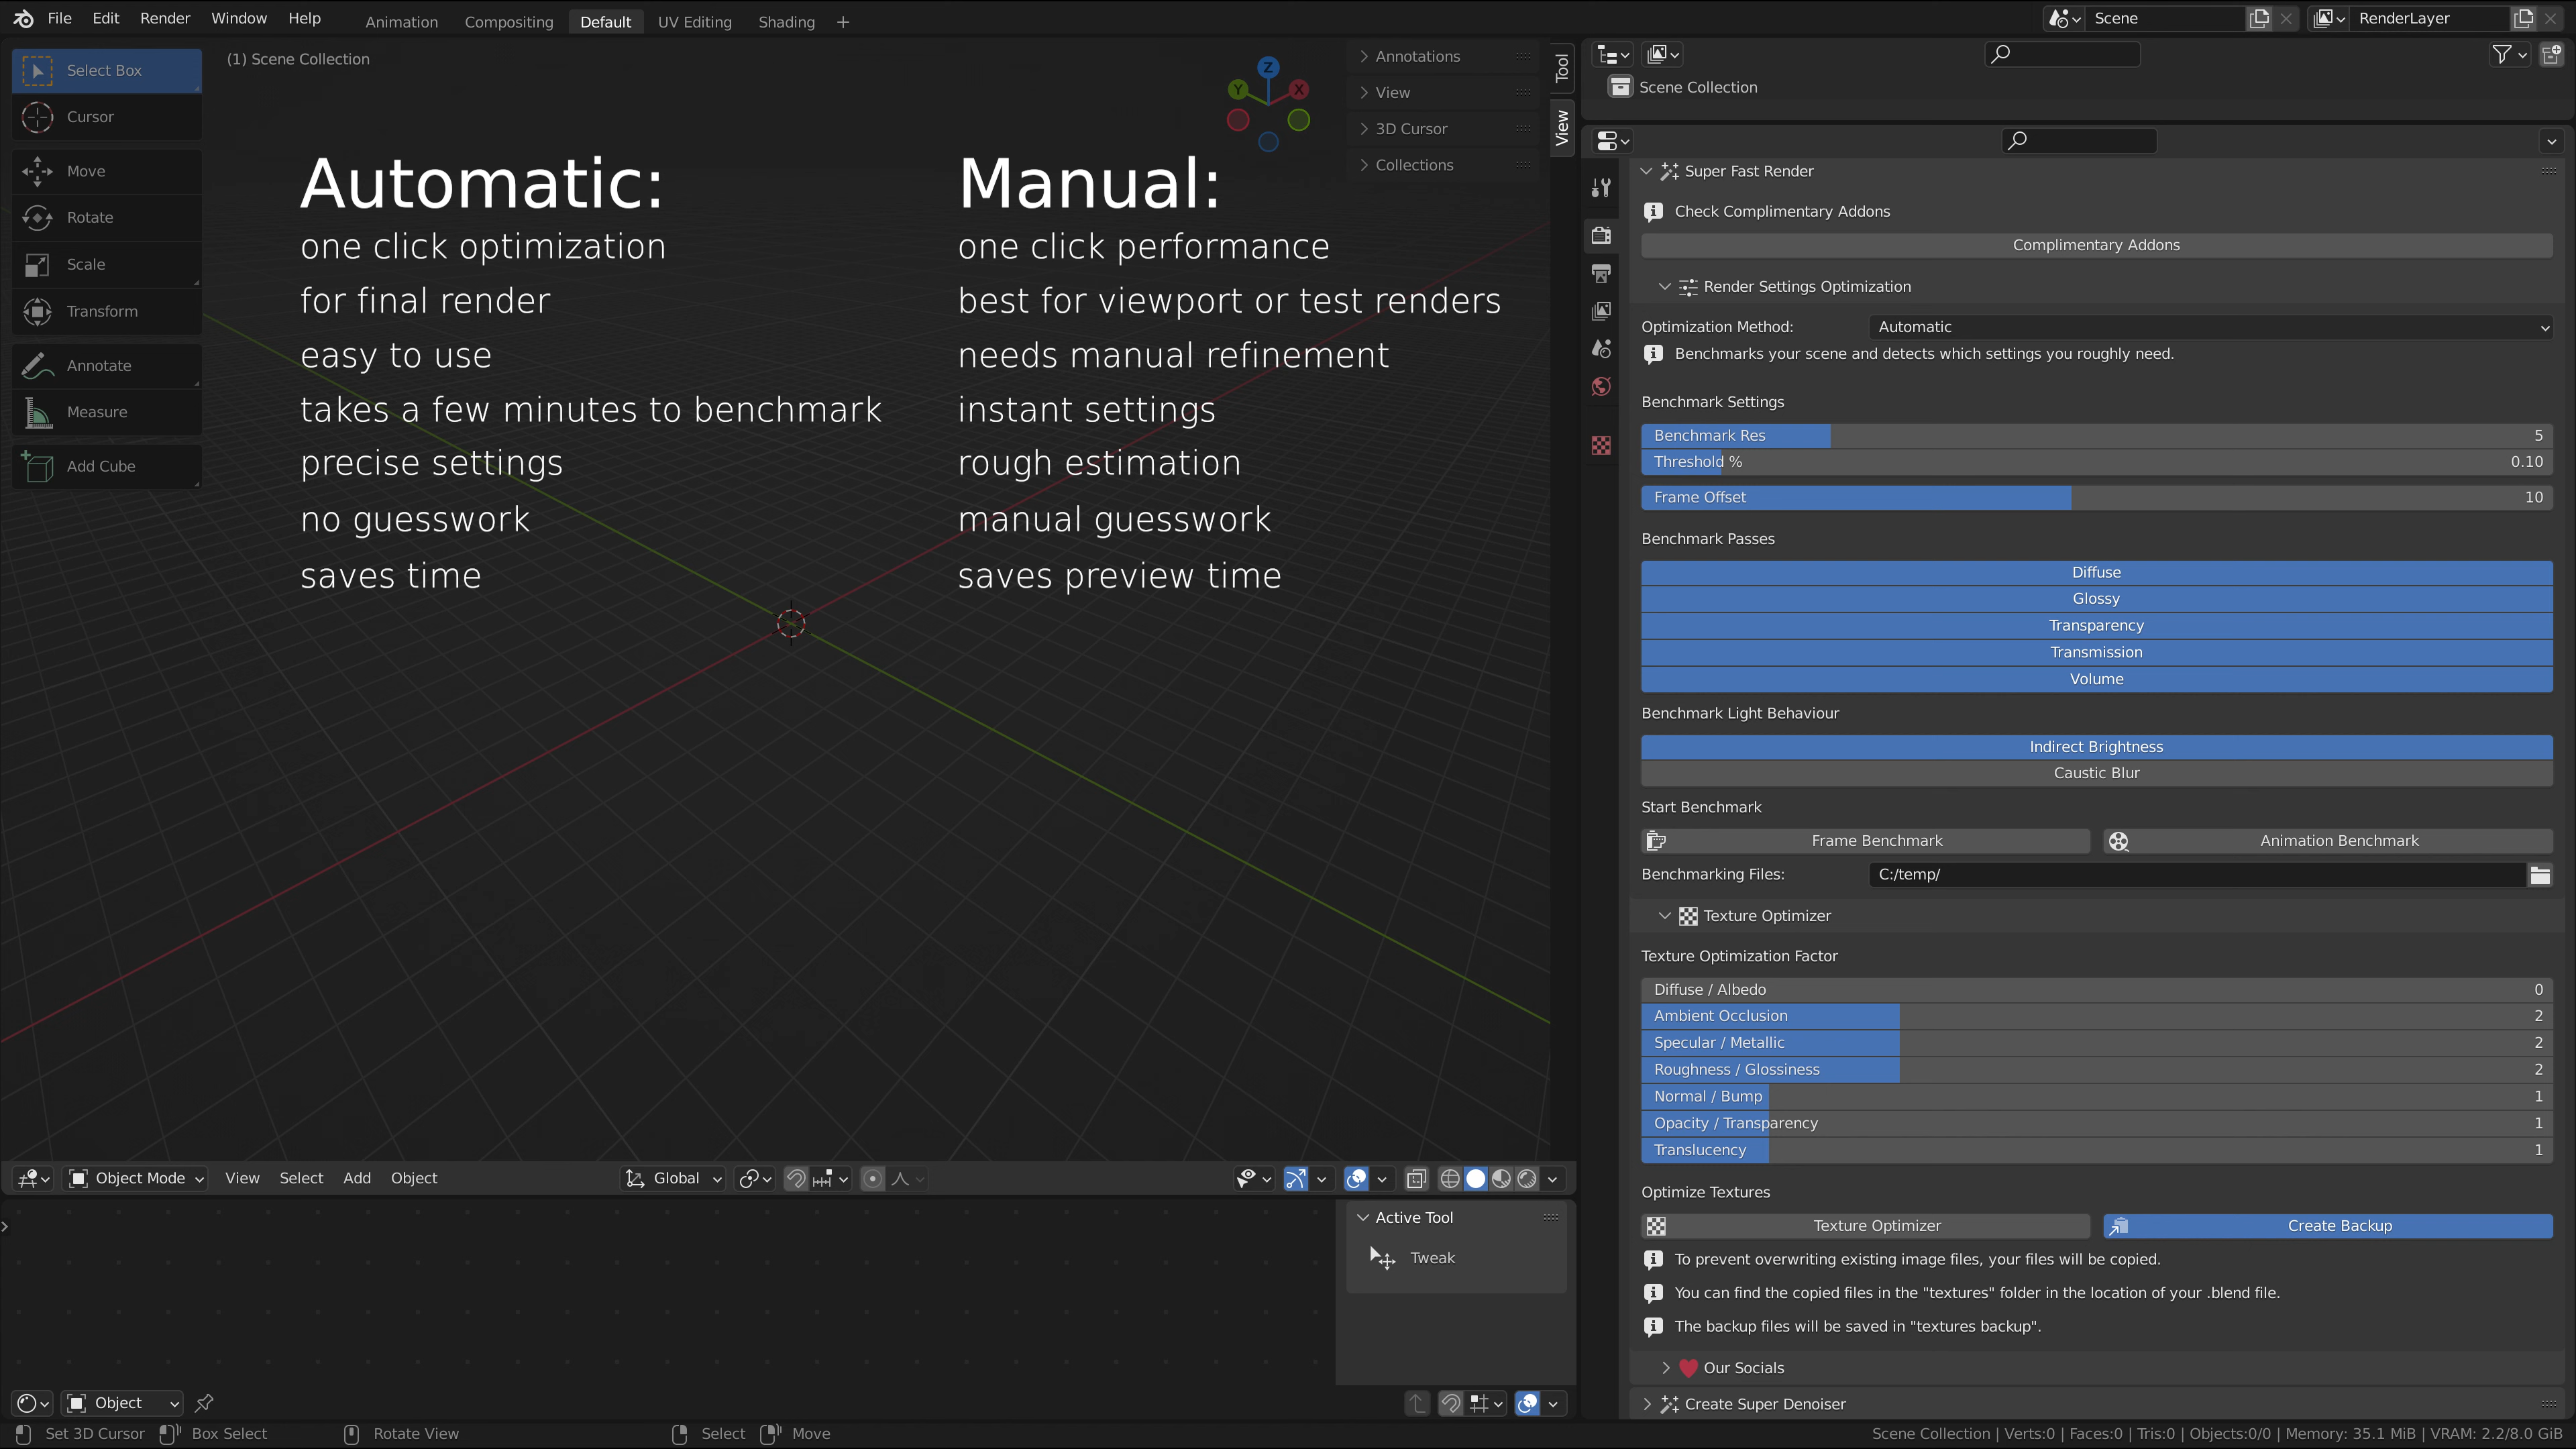 File Edit Render Window Help Animation Compositing Default UV Editing Shading + Scene RenderLayer
Select Box
Cursor
Move
Rotate
Scale
Transform
Annotate
Measure
Add Cube
(1) Scene Collection
Z
Y
X
Annotations
View
3D Cursor
Collections
Tool
View
Automatic:
one click optimization
for final render
easy to use
takes a few minutes to benchmark
precise settings
no guesswork
saves time
Manual:
one click performance
best for viewport or test renders
needs manual refinement
instant settings
rough estimation
manual guesswork
saves preview time
Object Mode View Select Add Object Global
Active Tool
Tweak
Object
Scene Collection
Super Fast Render
Check Complimentary Addons
Complimentary Addons
Render Settings Optimization
Optimization Method: Automatic
Benchmarks your scene and detects which settings you roughly need.
Benchmark Settings
Benchmark Res 5
Threshold % 0.10
Frame Offset 10
Benchmark Passes
Diffuse
Glossy
Transparency
Transmission
Volume
Benchmark Light Behaviour
Indirect Brightness
Caustic Blur
Start Benchmark
Frame Benchmark Animation Benchmark
Benchmarking Files: C:/temp/
Texture Optimizer
Texture Optimization Factor
Diffuse / Albedo 0
Ambient Occlusion 2
Specular / Metallic 2
Roughness / Glossiness 2
Normal / Bump 1
Opacity / Transparency 1
Translucency 1
Optimize Textures
Texture Optimizer Create Backup
To prevent overwriting existing image files, your files will be copied.
You can find the copied files in the "textures" folder in the location of your .blend file.
The backup files will be saved in "textures backup".
Our Socials
Create Super Denoiser
Set 3D Cursor Box Select Rotate View Select Move Scene Collection | Verts:0 | Faces:0 | Tris:0 | Objects:0/0 | Memory: 35.1 MiB | VRAM: 2.2/8.0 GiB